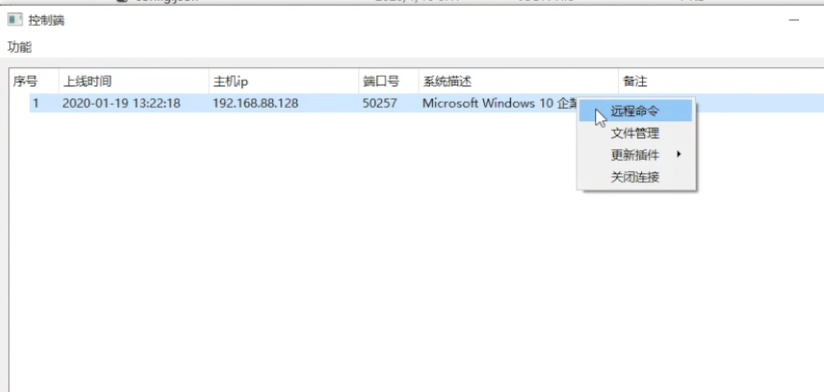 控制端
功能
序号 上线时间 主机ip 端口号 系统描述 备注
1 2020-01-19 13:22:18 192.168.88.128 50257 Microsoft Windows 10 企業
远程命令
文件管理
更新插件
关闭连接